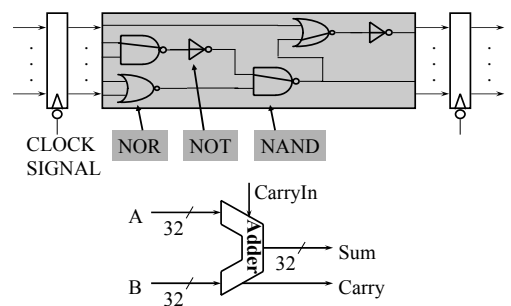 CLOCK
SIGNAL
NOR
NOT
NAND
CarryIn
A
32
Adder
32
Sum
B
32
Carry